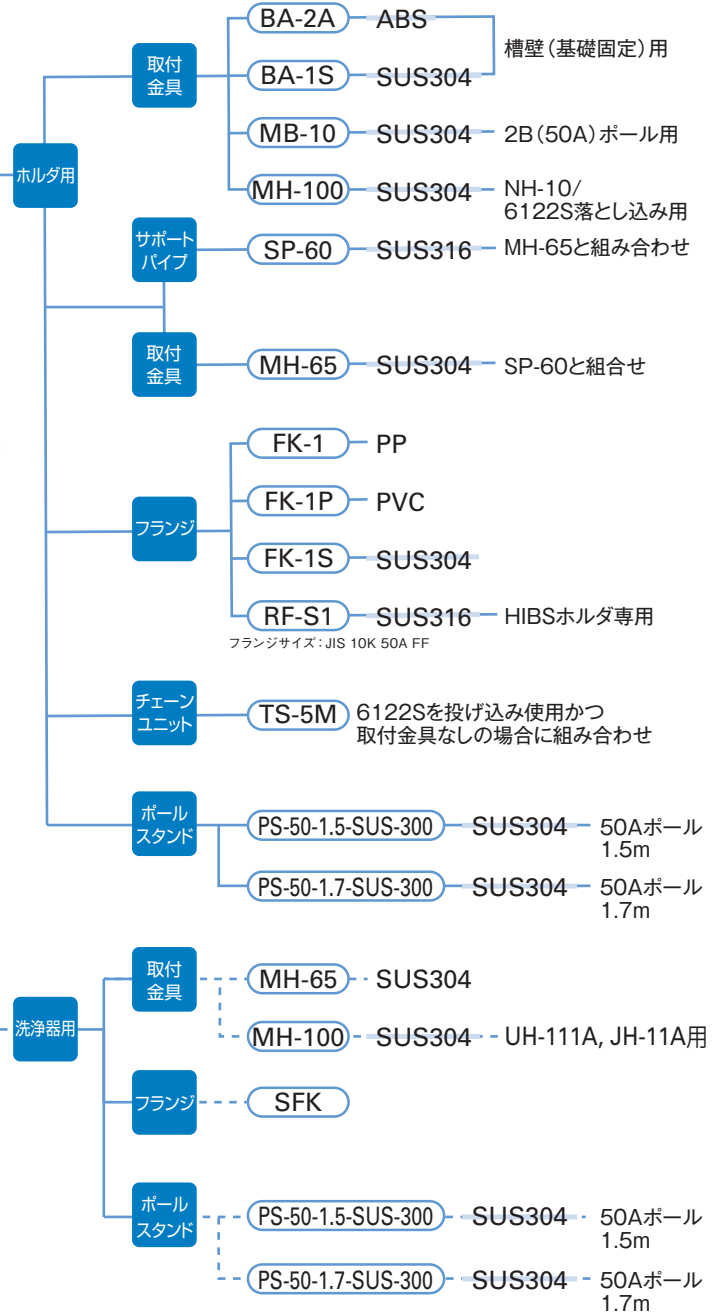 ホルダ用
取付
金具
BA-2A ABS
BA-1S SUS304
槽壁（基礎固定）用
MB-10 SUS304 2B（50A）ポール用
MH-100 SUS304 NH-10/
6122S落とし込み用
サポート
パイプ
SP-60 SUS316 MH-65と組み合わせ
取付
金具
MH-65 SUS304 SP-60と組合せ
フランジ
FK-1 PP
FK-1P PVC
FK-1S SUS304
RF-S1 SUS316 HIBSホルダ専用
フランジサイズ：JIS 10K 50A FF
チェーン
ユニット
TS-5M 6122Sを投げ込み使用かつ
取付金具なしの場合に組み合わせ
ポール
スタンド
PS-50-1.5-SUS-300 SUS304 50Aポール
1.5m
PS-50-1.7-SUS-300 SUS304 50Aポール
1.7m
洗浄器用
取付
金具
MH-65 SUS304
MH-100 SUS304 UH-111A, JH-11A用
フランジ
SFK
ポール
スタンド
PS-50-1.5-SUS-300 SUS304 50Aポール
1.5m
PS-50-1.7-SUS-300 SUS304 50Aポール
1.7m